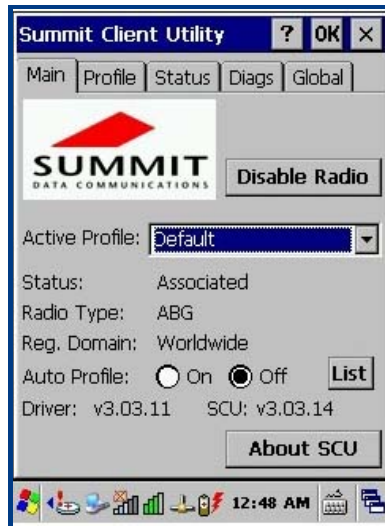 Summit Client Utility ? OK ×
Main Profile Status Diags Global
SUMMIT
DATA COMMUNICATIONS
Disable Radio
Active Profile: Default
Status: Associated
Radio Type: ABG
Reg. Domain: Worldwide
Auto Profile: On Off List
Driver: v3.03.11 SCU: v3.03.14
About SCU
12:48 AM